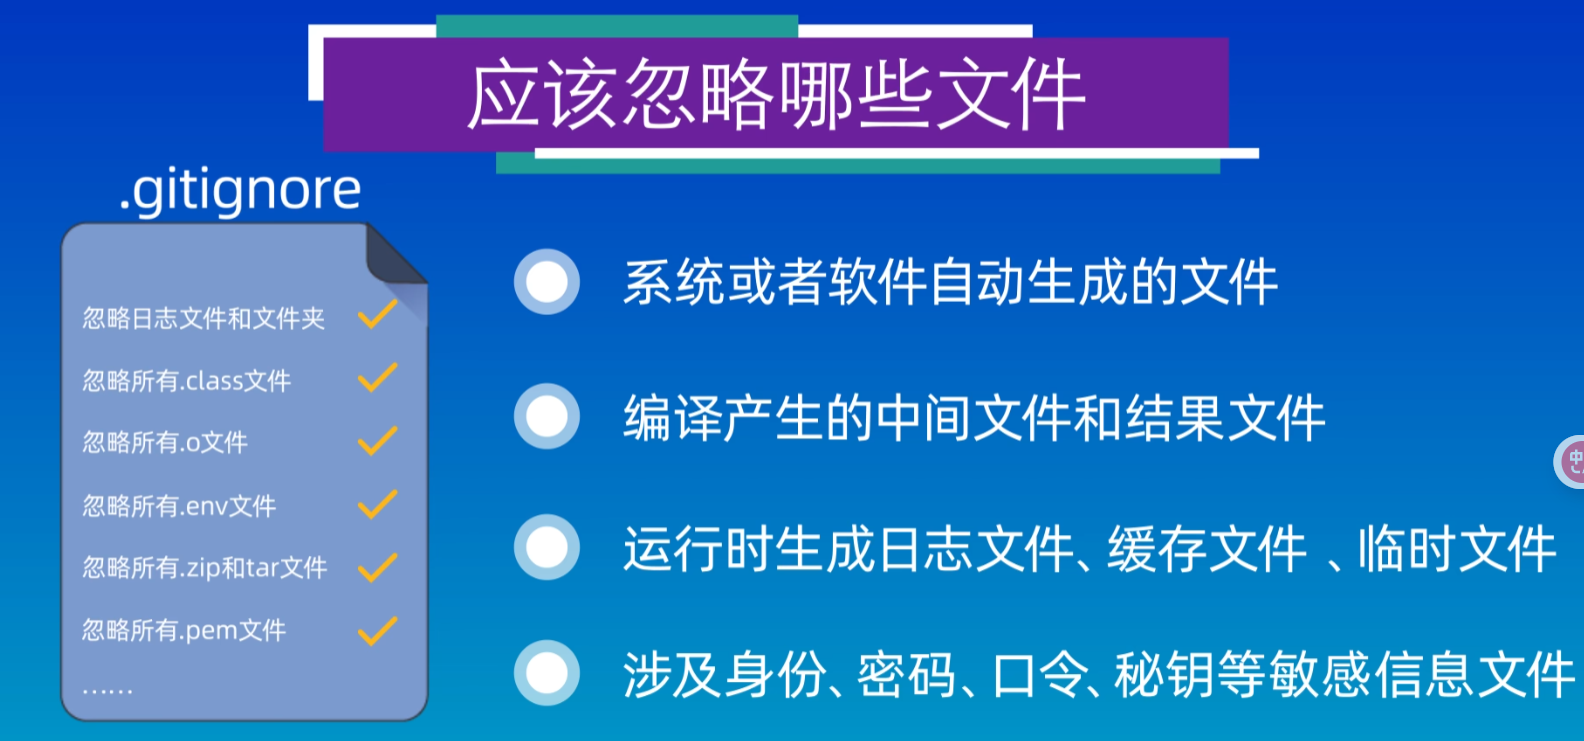 应该忽略哪些文件
.gitignore
忽略日志文件和文件夹
忽略所有.class文件
忽略所有.o文件
忽略所有.env文件
忽略所有.zip和tar文件
忽略所有.pem文件
……
系统或者软件自动生成的文件
编译产生的中间文件和结果文件
运行时生成日志文件、缓存文件 、临时文件
涉及身份、密码、口令、秘钥等敏感信息文件
中